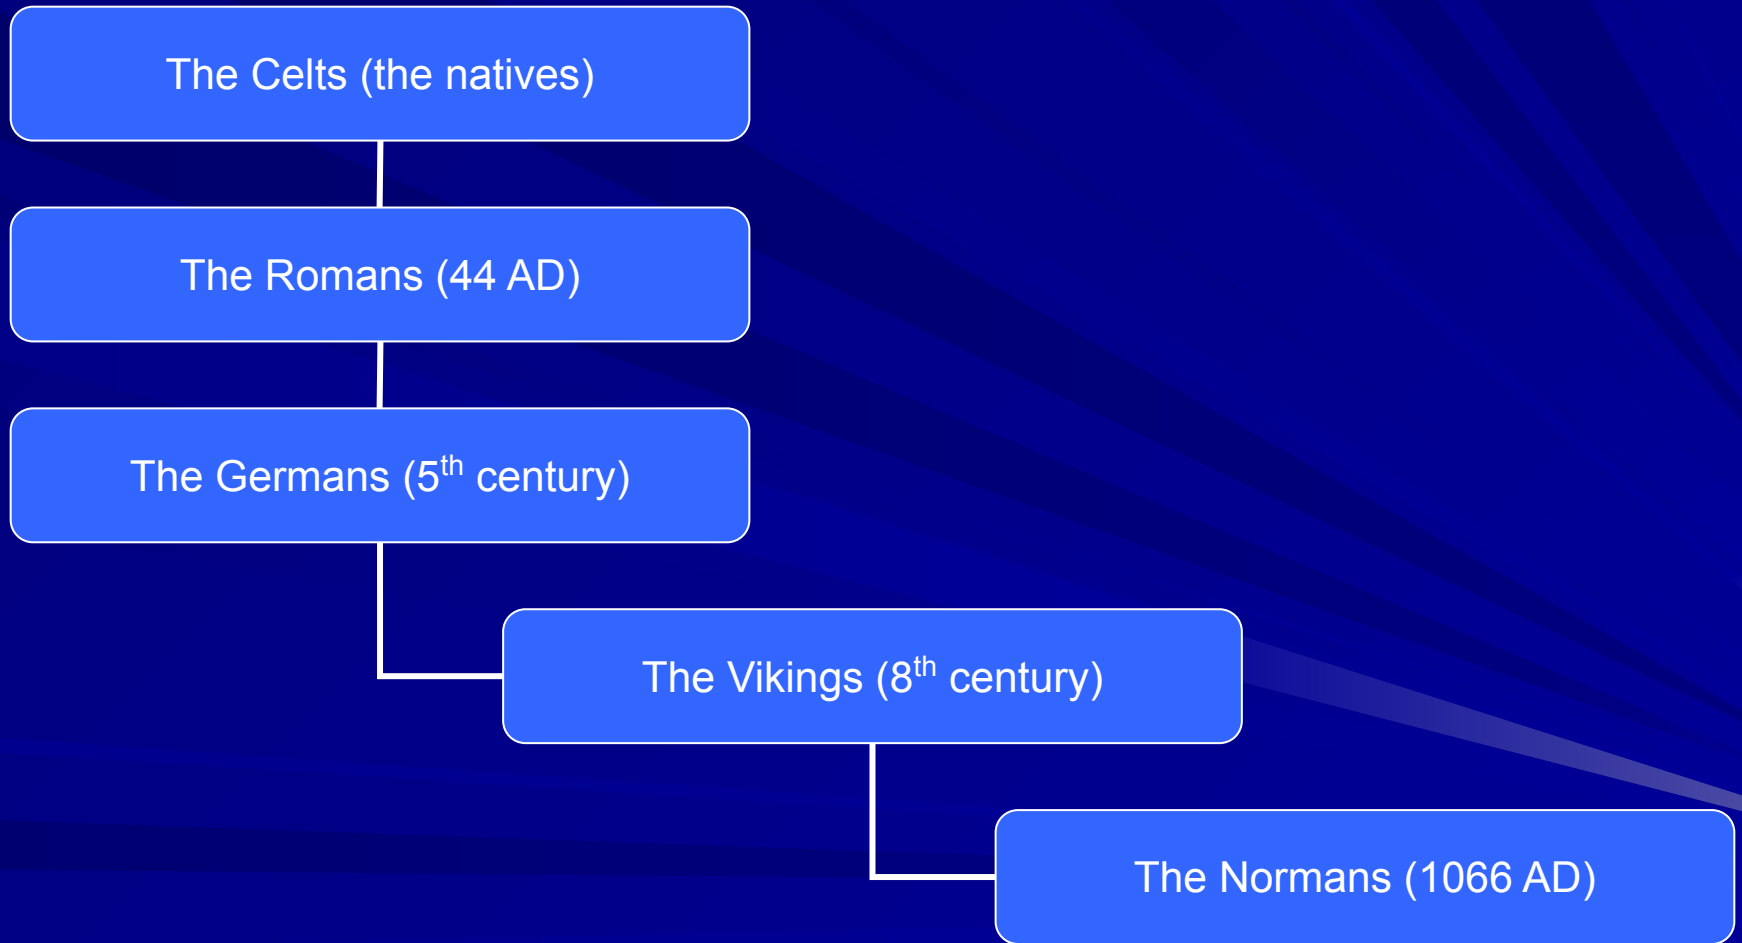 The Celts (the natives)
The Romans (44 AD)
The Germans (5th century)
The Vikings (8th century)
The Normans (1066 AD)